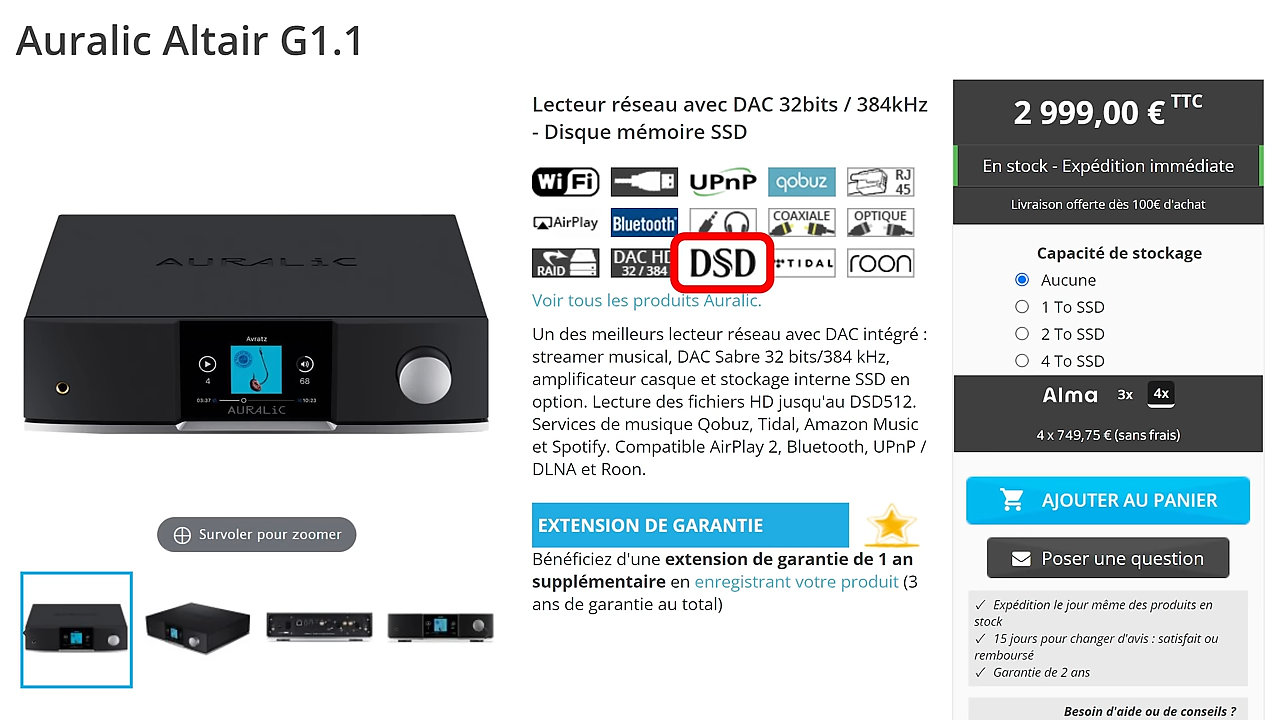 Auralic Altair G1.1
AURALiC
Avratz
4
68
03:37
10:23
AURALiC
Survoler pour zoomer
Lecteur réseau avec DAC 32bits / 384kHz
- Disque mémoire SSD
WiFi
UPnP
qobuz
RJ
45
AirPlay
Bluetooth
COAXIALE
OPTIQUE
RAID
DAC HD
32 / 384
DSD
TIDAL
roon
Voir tous les produits Auralic.
Un des meilleurs lecteur réseau avec DAC intégré :
streamer musical, DAC Sabre 32 bits/384 kHz,
amplificateur casque et stockage interne SSD en
option. Lecture des fichiers HD jusqu'au DSD512.
Services de musique Qobuz, Tidal, Amazon Music
et Spotify. Compatible AirPlay 2, Bluetooth, UPnP /
DLNA et Roon.
EXTENSION DE GARANTIE
Bénéficiez d'une extension de garantie de 1 an
supplémentaire en enregistrant votre produit (3
ans de garantie au total)
2 999,00 € TTC
En stock - Expédition immédiate
Livraison offerte dès 100€ d'achat
Capacité de stockage
Aucune
1 To SSD
2 To SSD
4 To SSD
Alma 3x 4x
4 x 749,75 € (sans frais)
AJOUTER AU PANIER
Poser une question
✓ Expédition le jour même des produits en
stock
✓ 15 jours pour changer d'avis : satisfait ou
remboursé
✓ Garantie de 2 ans
Besoin d'aide ou de conseils ?